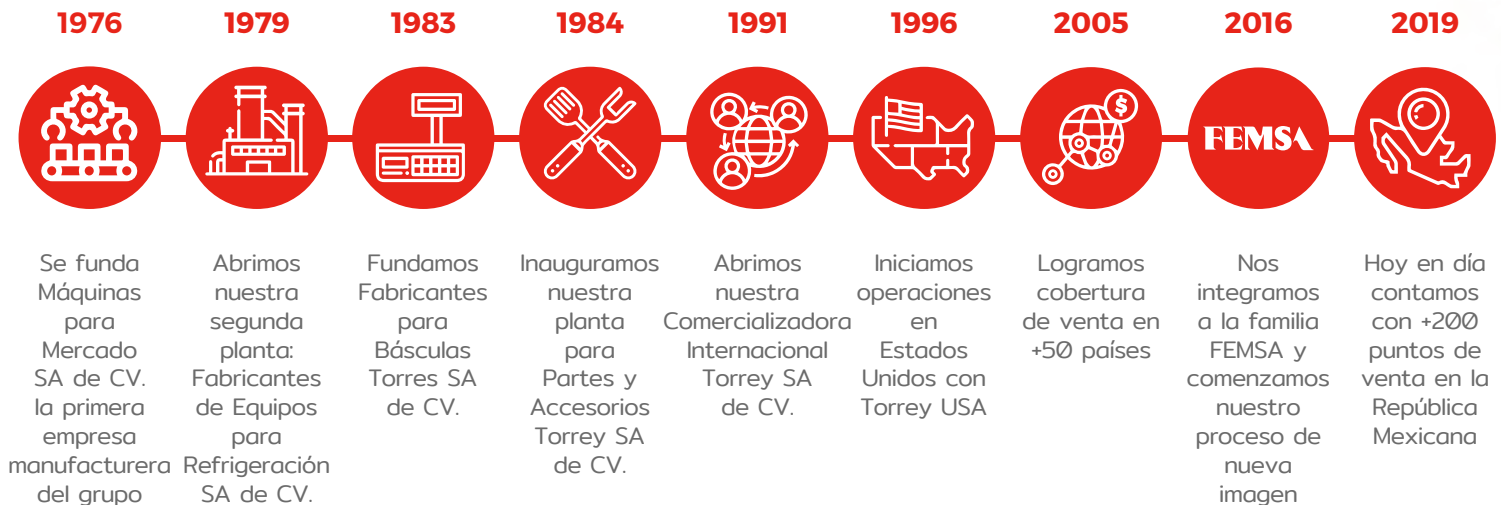 1976
Se funda
Máquinas
para
Mercado
SA de CV.
la primera
empresa
manufacturera
del grupo
1979
Abrimos
nuestra
segunda
planta:
Fabricantes
de Equipos
para
Refrigeración
SA de CV.
1983
Fundamos
Fabricantes
para
Básculas
Torres SA
de CV.
1984
Inauguramos
nuestra
planta
para
Partes y
Accesorios
Torrey SA
de CV.
1991
Abrimos
nuestra
Comercializadora
Internacional
Torrey SA
de CV.
1996
Iniciamos
operaciones
en
Estados
Unidos con
Torrey USA
2005
$
Logramos
cobertura
de venta en
+50 países
2016
FEMSA
Nos
integramos
a la familia
FEMSA y
comenzamos
nuestro
proceso de
nueva
imagen
2019
Hoy en día
contamos
con +200
puntos de
venta en la
República
Mexicana